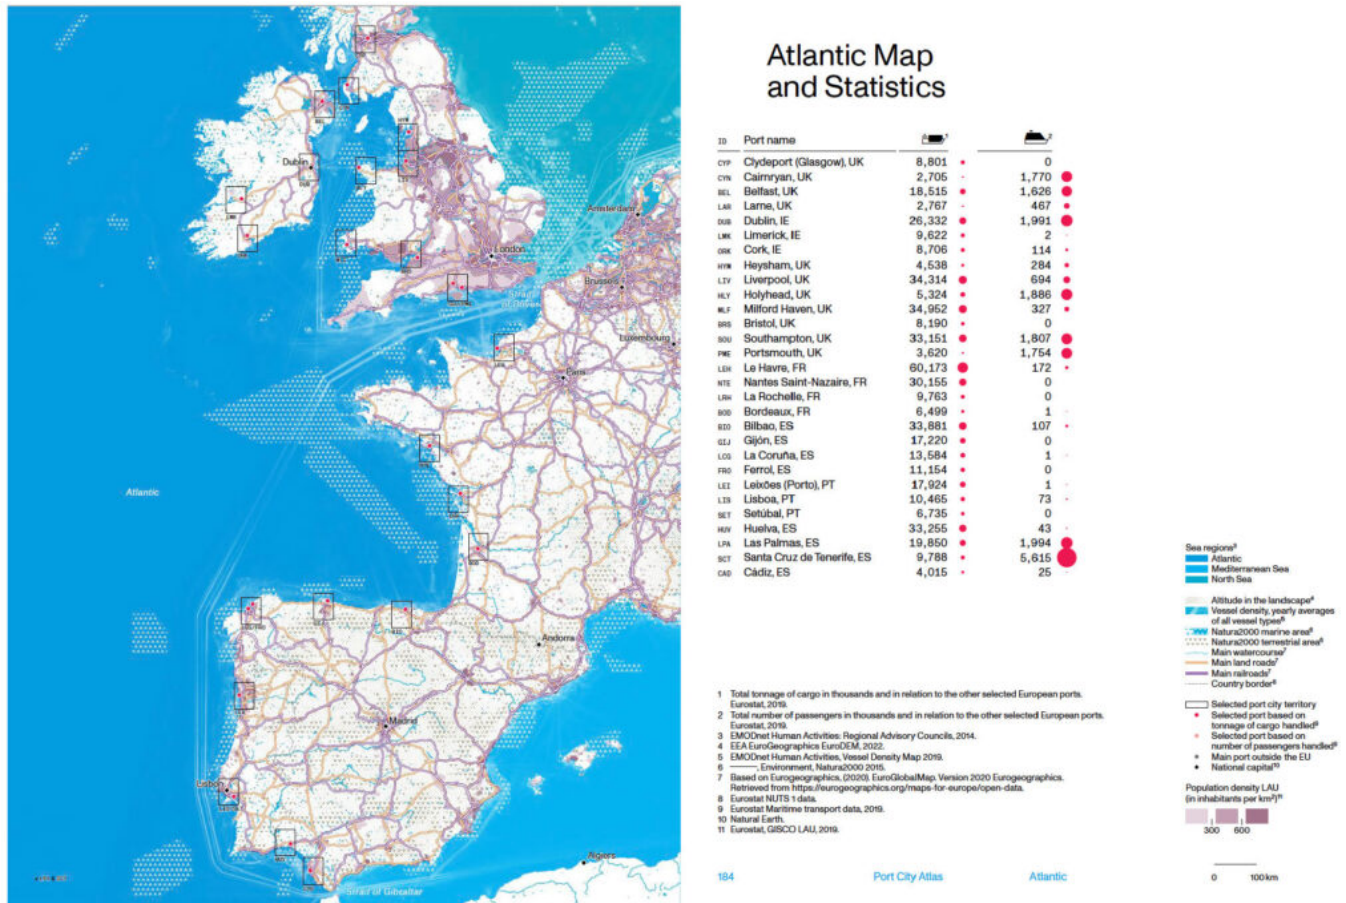 Atlantic Map
and Statistics
ID Port name 1 2
CYP Clydeport (Glasgow), UK 8,801 0
CYN Cairnryan, UK 2,705 1,770
BEL Belfast, UK 18,515 1,626
LAR Larne, UK 2,767 467
DUB Dublin, IE 26,332 1,991
LMK Limerick, IE 9,622 2
ORK Cork, IE 8,706 114
HYM Heysham, UK 4,538 284
LIV Liverpool, UK 34,314 694
HLY Holyhead, UK 5,324 1,886
MLF Milford Haven, UK 34,952 327
BRS Bristol, UK 8,190 0
SOU Southampton, UK 33,151 1,807
PME Portsmouth, UK 3,620 1,754
LEH Le Havre, FR 60,173 172
NTE Nantes Saint-Nazaire, FR 30,155 0
LRH La Rochelle, FR 9,763 0
BOD Bordeaux, FR 6,499 1
BIO Bilbao, ES 33,881 107
GIJ Gijón, ES 17,220 0
LCG La Coruña, ES 13,584 1
FRO Ferrol, ES 11,154 0
LEI Leixões (Porto), PT 17,924 1
LIS Lisboa, PT 10,465 73
SET Setúbal, PT 6,735 0
HUV Huelva, ES 33,255 43
LPA Las Palmas, ES 19,850 1,994
SCT Santa Cruz de Tenerife, ES 9,788 5,615
CAD Cádiz, ES 4,015 25
1 Total tonnage of cargo in thousands and in relation to the other selected European ports.
Eurostat, 2019.
2 Total number of passengers in thousands and in relation to the other selected European ports.
Eurostat, 2019.
3 EMODnet Human Activities: Regional Advisory Councils, 2014.
4 EEA EuroGeographics EuroDEM, 2022.
5 EMODnet Human Activities, Vessel Density Map 2019.
6 ———, Environment, Natura2000 2015.
7 Based on Eurogeographics, (2020). EuroGlobalMap. Version 2020 Eurogeographics.
Retrieved from https://eurogeographics.org/maps-for-europe/open-data.
8 Eurostat NUTS 1 data.
9 Eurostat Maritime transport data, 2019.
10 Natural Earth.
11 Eurostat, GISCO LAU, 2019.
184 Port City Atlas Atlantic
Sea regions³
Atlantic
Mediterranean Sea
North Sea
Altitude in the landscape⁴
Vessel density, yearly averages
of all vessel types⁵
Natura2000 marine area⁶
Natura2000 terrestrial area⁶
Main watercourse⁷
Main land roads⁷
Main railroads⁷
Country border⁸
Selected port city territory
Selected port based on
tonnage of cargo handled⁹
Selected port based on
number of passengers handled⁹
Main port outside the EU
National capital¹⁰
Population density LAU
(in inhabitants per km²)¹¹
300 600
0 100 km
Dublin
Amsterdam
London
Brussels
Strait
of Dover
Luxembourg
Paris
Atlantic
Andorra
Madrid
Lisbon
Algiers
Strait of Gibraltar